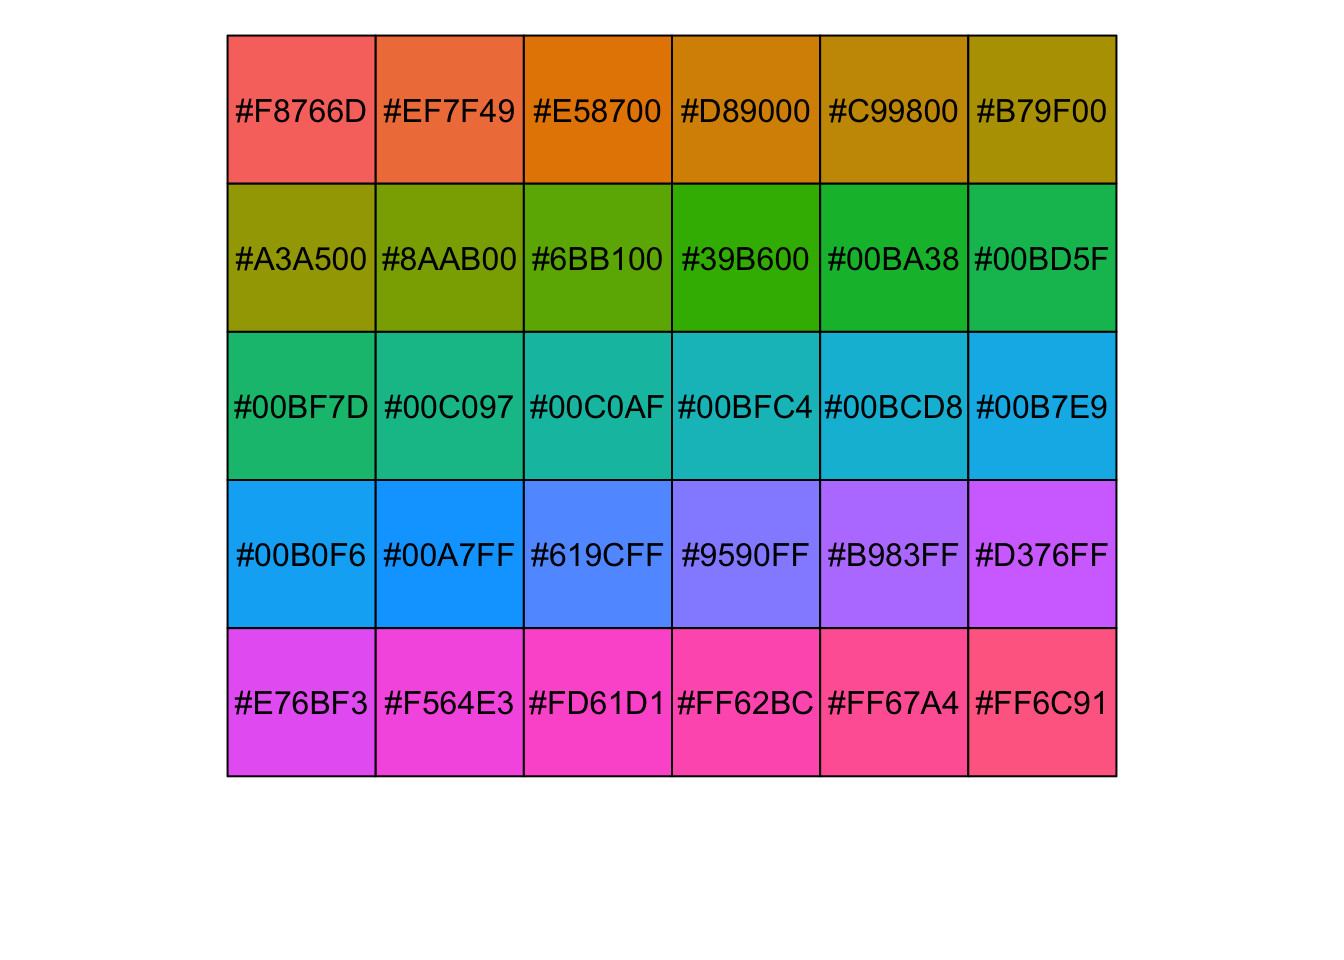 #F8766D #EF7F49 #E58700 #D89000 #C99800 #B79F00
#A3A500 #8AAB00 #6BB100 #39B600 #00BA38 #00BD5F
#00BF7D #00C097 #00C0AF #00BFC4 #00BCD8 #00B7E9
#00B0F6 #00A7FF #619CFF #9590FF #B983FF #D376FF
#E76BF3 #F564E3 #FD61D1 #FF62BC #FF67A4 #FF6C91